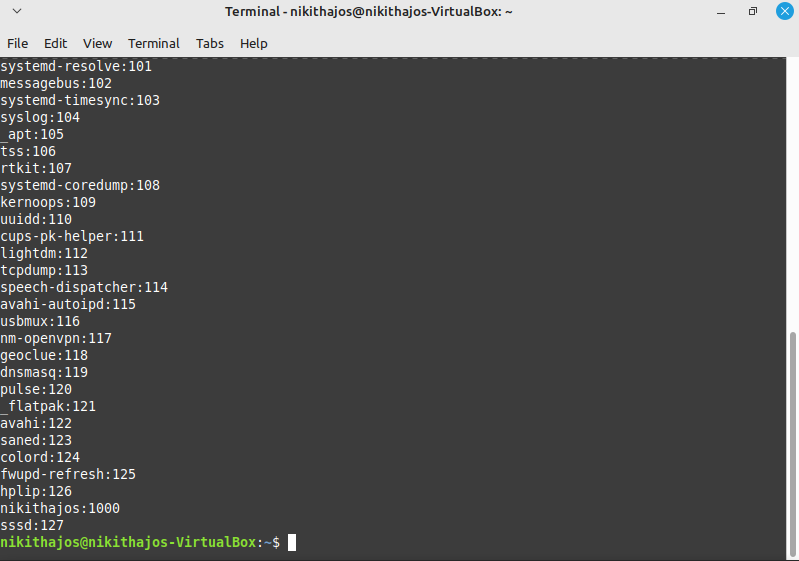 Terminal - nikithajos@nikithajos-VirtualBox: ~
File Edit View Terminal Tabs Help
systemd-resolve:101
messagebus:102
systemd-timesync:103
syslog:104
_apt:105
tss:106
rtkit:107
systemd-coredump:108
kernoops:109
uuidd:110
cups-pk-helper:111
lightdm:112
tcpdump:113
speech-dispatcher:114
avahi-autoipd:115
usbmux:116
nm-openvpn:117
geoclue:118
dnsmasq:119
pulse:120
_flatpak:121
avahi:122
saned:123
colord:124
fwupd-refresh:125
hplip:126
nikithajos:1000
sssd:127
nikithajos@nikithajos-VirtualBox:~$